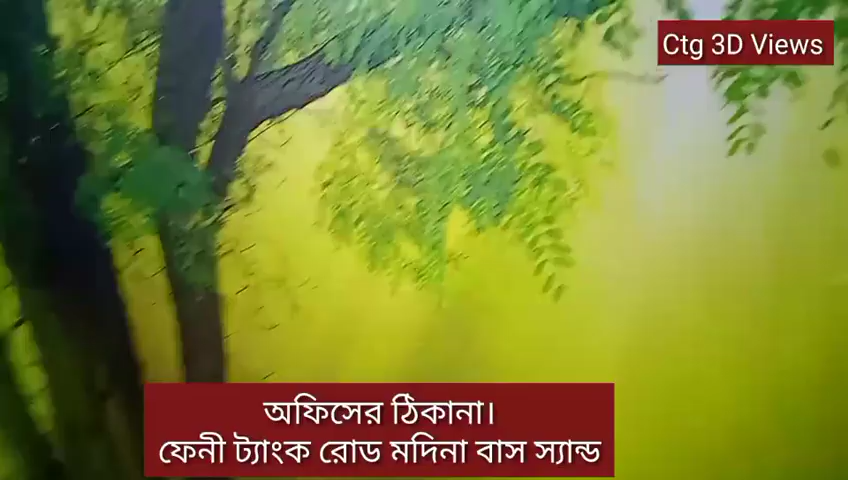 Ctg 3D Views
অফিসের ঠিকানা।
ফেনী ট্যাংক রোড মদিনা বাস স্যান্ড